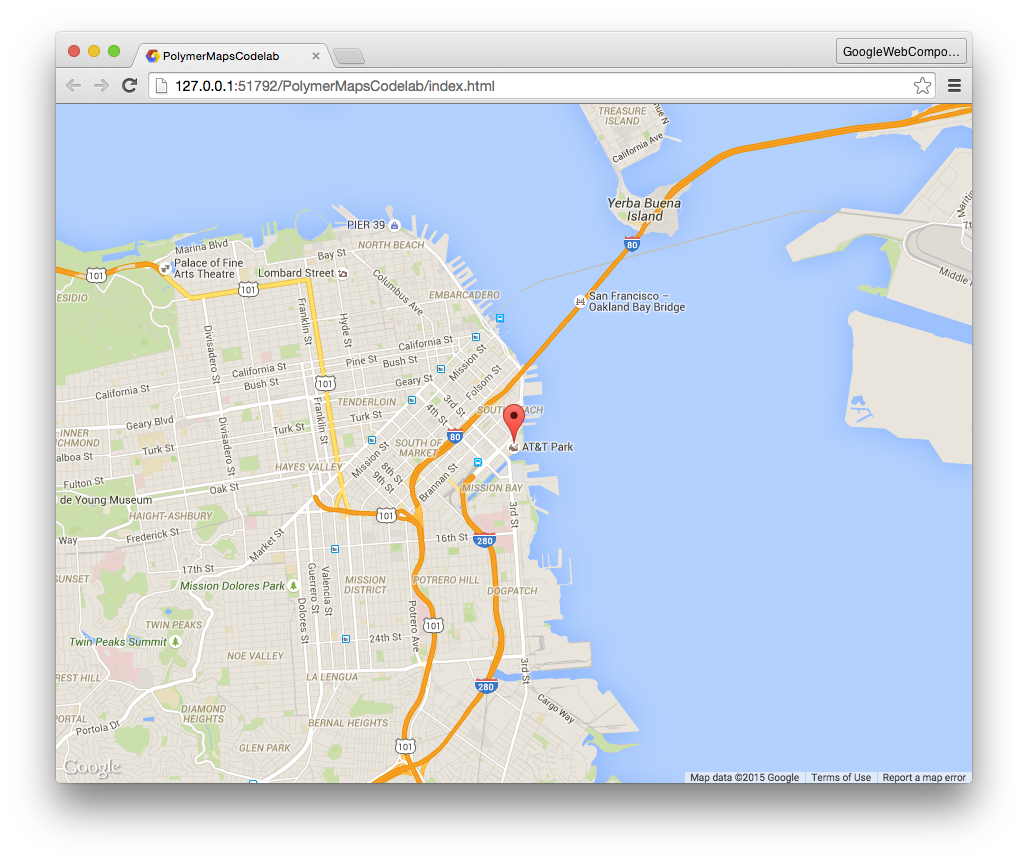 PolymerMapsCodelab
GoogleWebCompo...
127.0.0.1:51792/PolymerMapsCodelab/index.html
TREASURE
ISLAND
California Ave
Yerba Buena
Island
80
PIER 39
NORTH BEACH
Marina Blvd
Bay St
Palace of Fine
Arts Theatre
Lombard Street
101
101
ESIDIO
Columbus Ave
EMBARCADERO
San Francisco –
Oakland Bay Bridge
Middle
Franklin St
Hyde St
Divisadero St
California St
Pine St
Bush St
Mission St
California St
Bush St
Geary St
Folsom St
101
TENDERLOIN
3rd St
4th St
SOUTH BEACH
Franklin St
Turk St
Geary Blvd
Turk St
INNER
RICHMOND
Divisadero St
80
AT&T Park
SOUTH OF
MARKET
Mission St
Turk St
alboa St
HAYES VALLEY
8th St
9th St
Brannan St
Fulton St
Oak St
MISSION BAY
de Young Museum
HAIGHT-ASHBURY
101
3rd St
Way
Frederick St
Market St
16th St
280
17th St
SUNSET
Mission Dolores Park
Guerrero St
Valencia St
MISSION
DISTRICT
POTRERO HILL
DOGPATCH
Dolores St
Potrero Ave
TWIN PEAKS
101
Twin Peaks Summit
24th St
NOE VALLEY
3rd St
REST HILL
LA LENGUA
280
Cargo Way
DIAMOND
HEIGHTS
PORTAL
Portola Dr
BERNAL HEIGHTS
GLEN PARK
101
Google
Map data ©2015 Google
Terms of Use
Report a map error